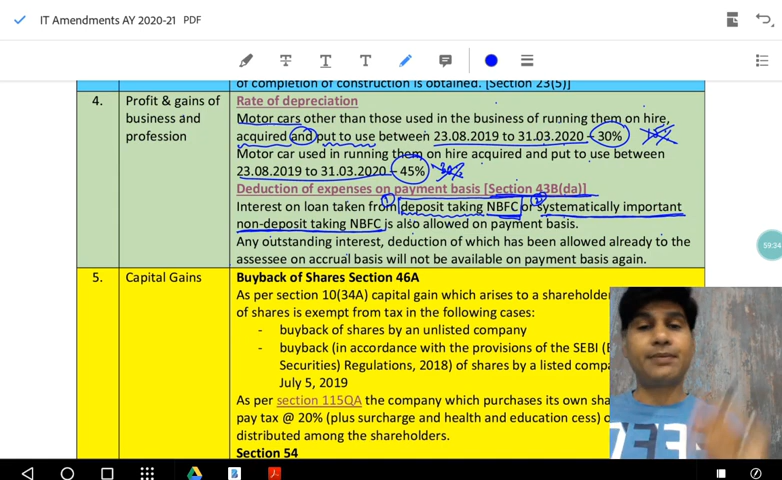 IT Amendments AY 2020-21 PDF
of completion of construction is obtained. [Section 23(5)]
4. Profit & gains of business and profession
Rate of depreciation
Motor cars other than those used in the business of running them on hire,
acquired and put to use between 23.08.2019 to 31.03.2020 – 30%
Motor car used in running them on hire acquired and put to use between
23.08.2019 to 31.03.2020 – 45%
Deduction of expenses on payment basis [Section 43B(da)]
1 2
Interest on loan taken from deposit taking NBFC or systematically important
non-deposit taking NBFC is also allowed on payment basis.
Any outstanding interest, deduction of which has been allowed already to the
assessee on accrual basis will not be available on payment basis again.
5. Capital Gains
Buyback of Shares Section 46A
As per section 10(34A) capital gain which arises to a shareholder
of shares is exempt from tax in the following cases:
- buyback of shares by an unlisted company
- buyback (in accordance with the provisions of the SEBI (
Securities) Regulations, 2018) of shares by a listed
July 5, 2019
As per section 115QA the company which purchases its own
pay tax @ 20% (plus surcharge and health and education cess)
distributed among the shareholders.
Section 54
59:34